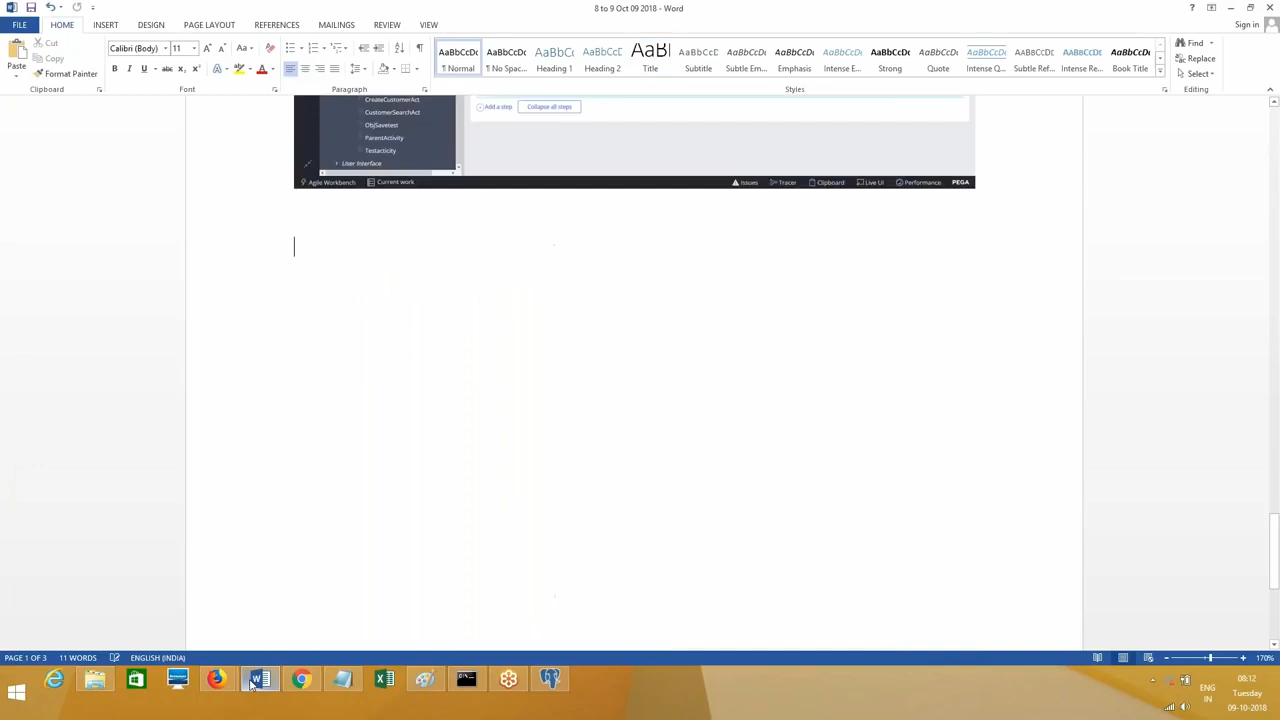 8 to 9 Oct 09 2018 - Word
Sign in
FILE HOME INSERT DESIGN PAGE LAYOUT REFERENCES MAILINGS REVIEW VIEW
Paste
Cut
Copy
Format Painter
Clipboard
Calibri (Body) 11
Font
Paragraph
AaBbCcDc AaBbCcDc AaBbCc AaBbCcD AaBl AaBbCcD AaBbCcDc AaBbCcDc AaBbCcDc AaBbCcDc AaBbCcDc AaBbCcDc AaBbCcDc AaBbCcDc AaBbCcDc
¶ Normal ¶ No Spac... Heading 1 Heading 2 Title Subtitle Subtle Em... Emphasis Intense E... Strong Quote Intense Q... Subtle Ref... Intense Re... Book Title
Styles
Find
Replace
Select
Editing
CreateCustomerAct
CustomerSearchAct
ObjSavetest
ParentActivity
Testacticity
User Interface
Add a step Collapse all steps
Agile Workbench Current work Issues Tracer Clipboard Live UI Performance PEGA
PAGE 1 OF 3 11 WORDS ENGLISH (INDIA) 170%
ENG
IN
08:12
Tuesday
09-10-2018